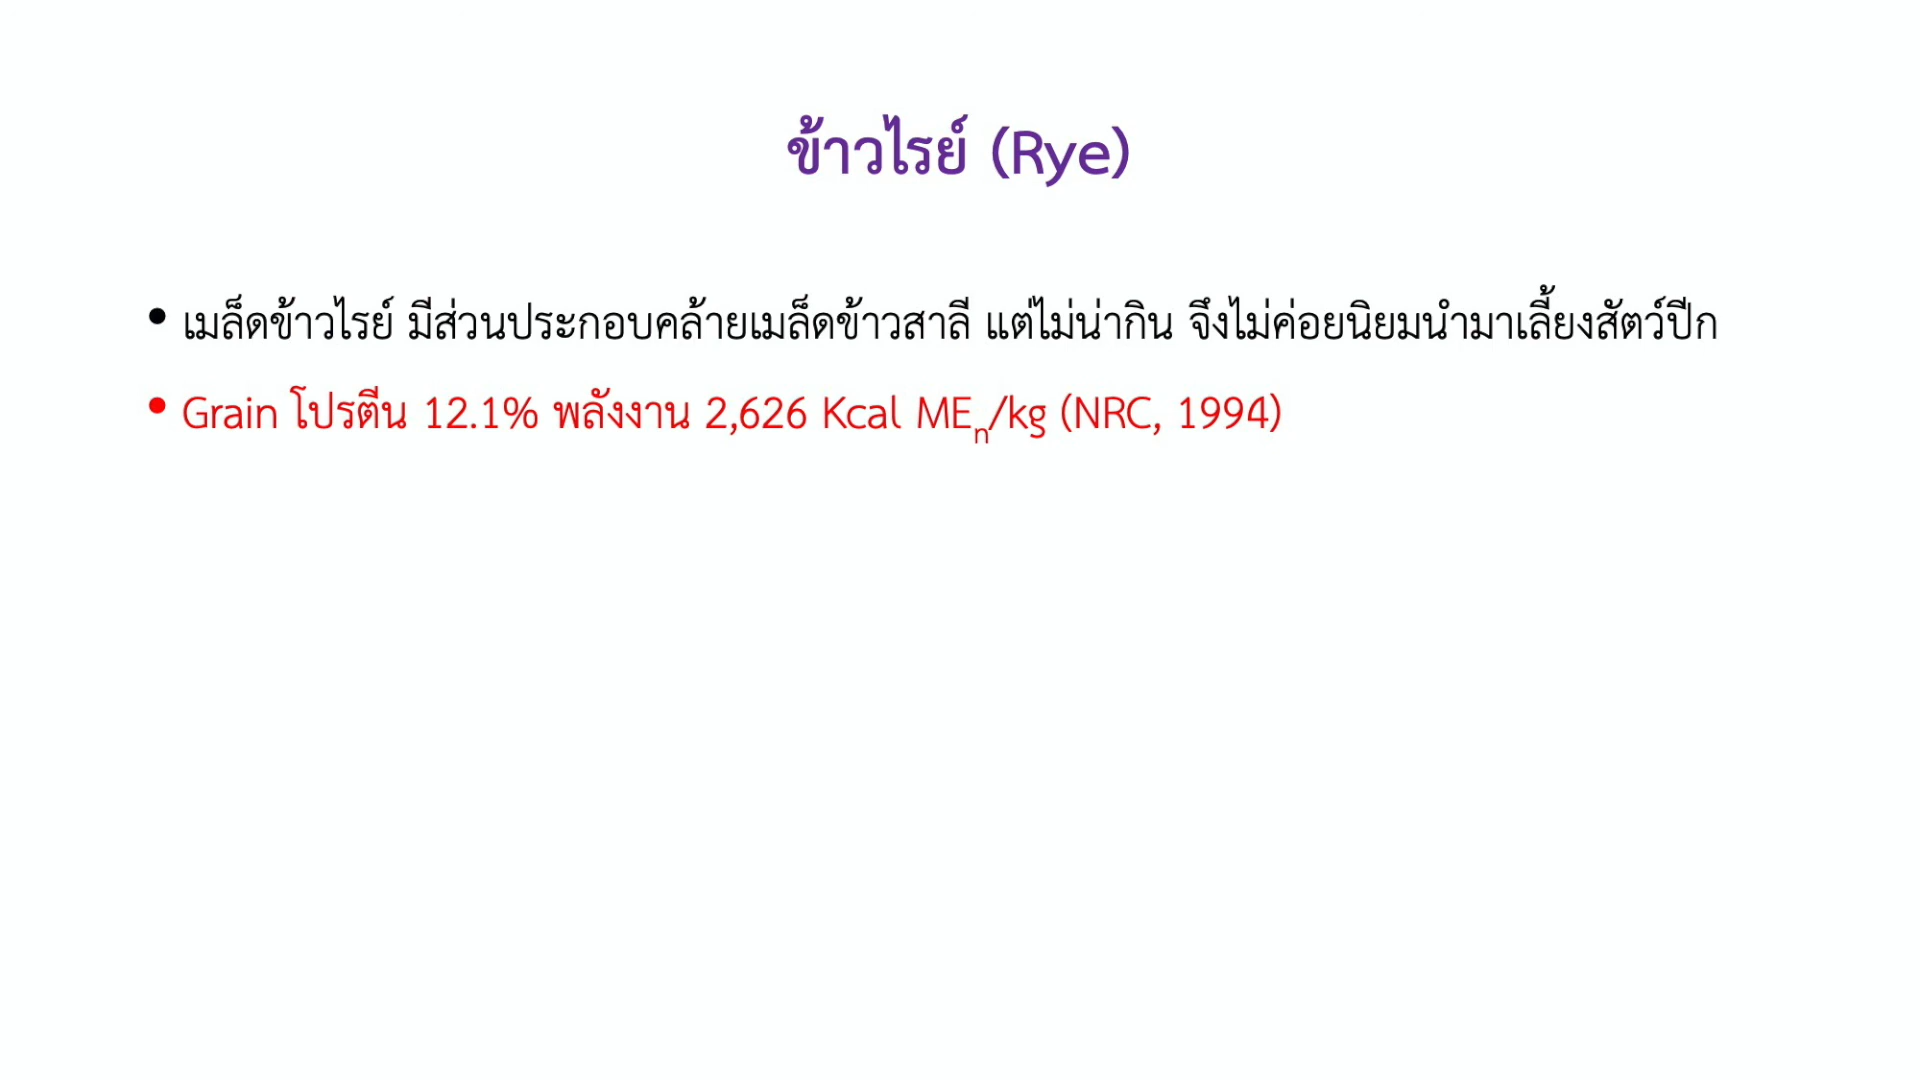 ข้าวไรย์ (Rye)
• เมล็ดข้าวไรย์ มีส่วนประกอบคล้ายเมล็ดข้าวสาลี แต่ไม่น่ากิน จึงไม่ค่อยนิยมนำมาเลี้ยงสัตว์ปีก
• Grain โปรตีน 12.1% พลังงาน 2,626 Kcal MEn/kg (NRC, 1994)